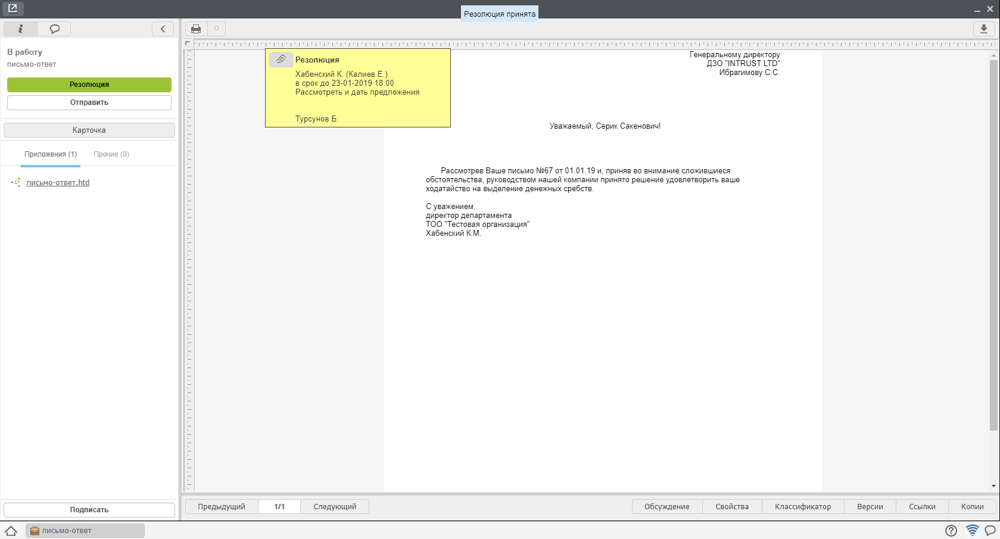 Резолюция принята
В работу
письмо-ответ
Резолюция
Отправить
Карточка
Приложения (1)
Прочие (0)
письмо-ответ.htd
Подписать
Резолюция
Хабенский К. (Калиев Е.)
в срок до 23-01-2019 18:00
Рассмотреть и дать предложения
Турсунов Б.
Генеральному директору
ДЗО "INTRUST LTD"
Ибрагимову С.С.
Уважаемый, Серик Сакенович!
Рассмотрев Ваше письмо №67 от 01.01.19 и, приняв во внимание сложившиеся
обстоятельства, руководством нашей компании принято решение удовлетворить ваше
ходатайство на выделение денежных сребств.
С уважением,
директор департамента
ТОО "Тестовая организация"
Хабенский К.М.
Предыдущий
1/1
Следующий
Обсуждение
Свойства
Классификатор
Версии
Ссылки
Копии
письмо-ответ